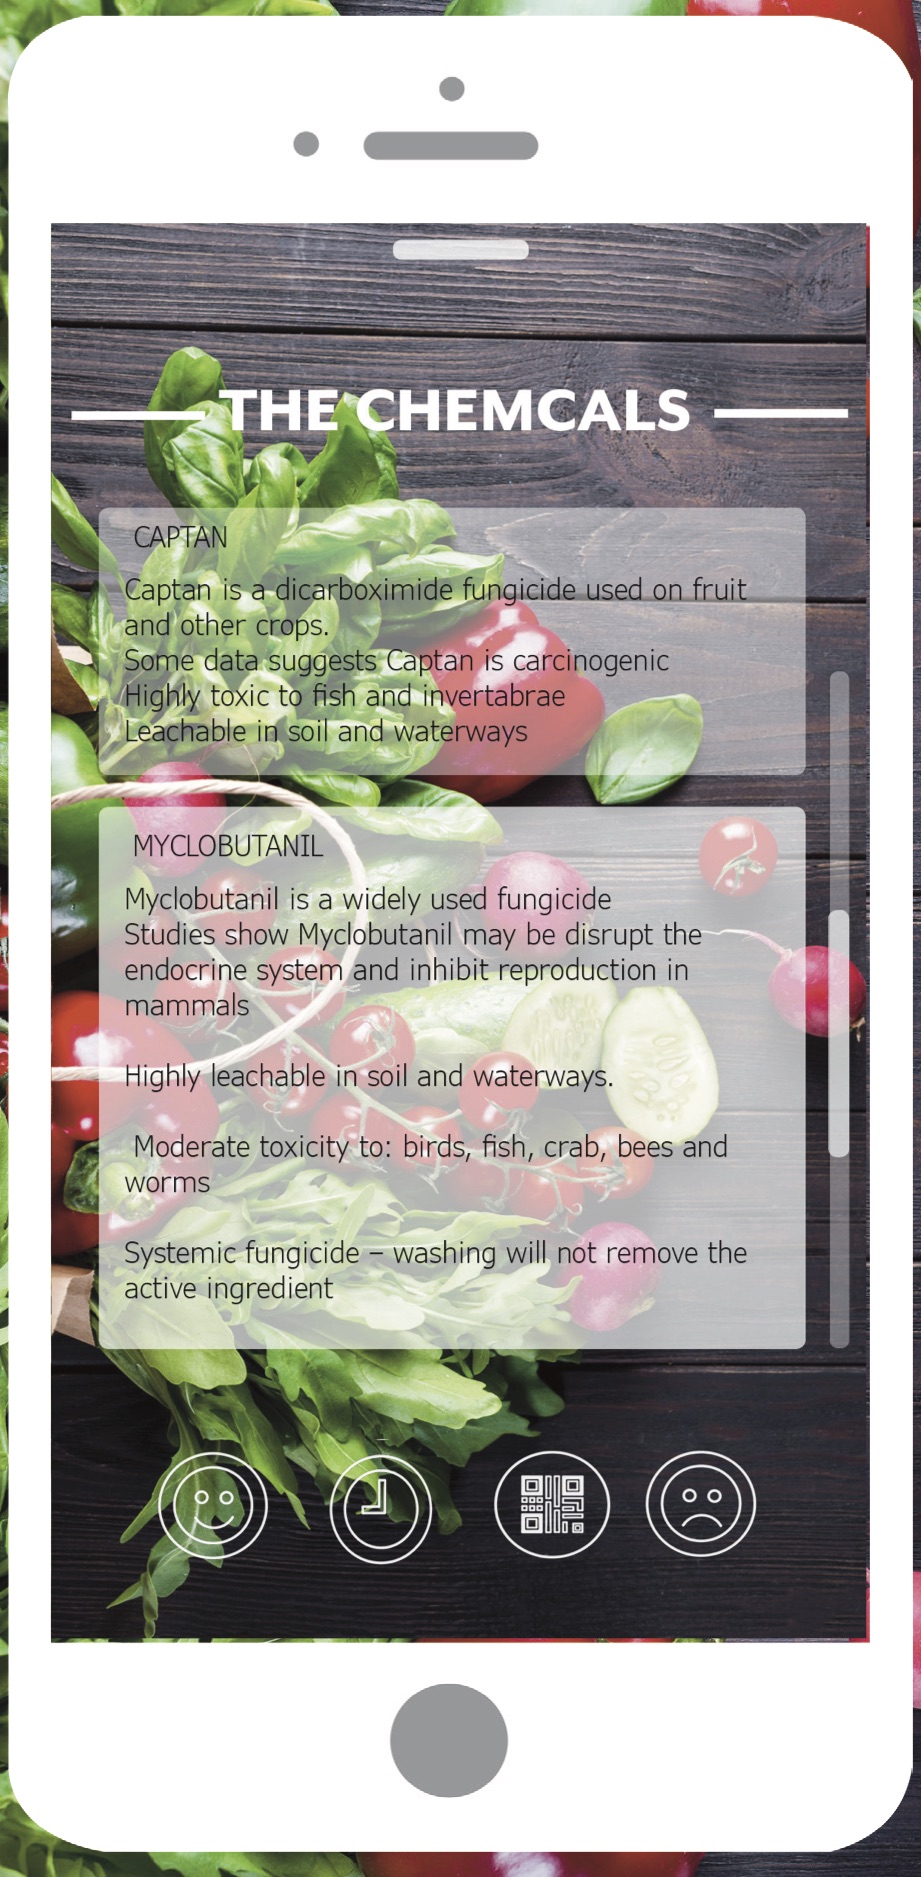 THE CHEMCALS
CAPTAN
Captan is a dicarboximide fungicide used on fruit
and other crops.
Some data suggests Captan is carcinogenic
Highly toxic to fish and invertabrae
Leachable in soil and waterways
MYCLOBUTANIL
Myclobutanil is a widely used fungicide
Studies show Myclobutanil may be disrupt the
endocrine system and inhibit reproduction in
mammals
Highly leachable in soil and waterways.
Moderate toxicity to: birds, fish, crab, bees and
worms
Systemic fungicide – washing will not remove the
active ingredient